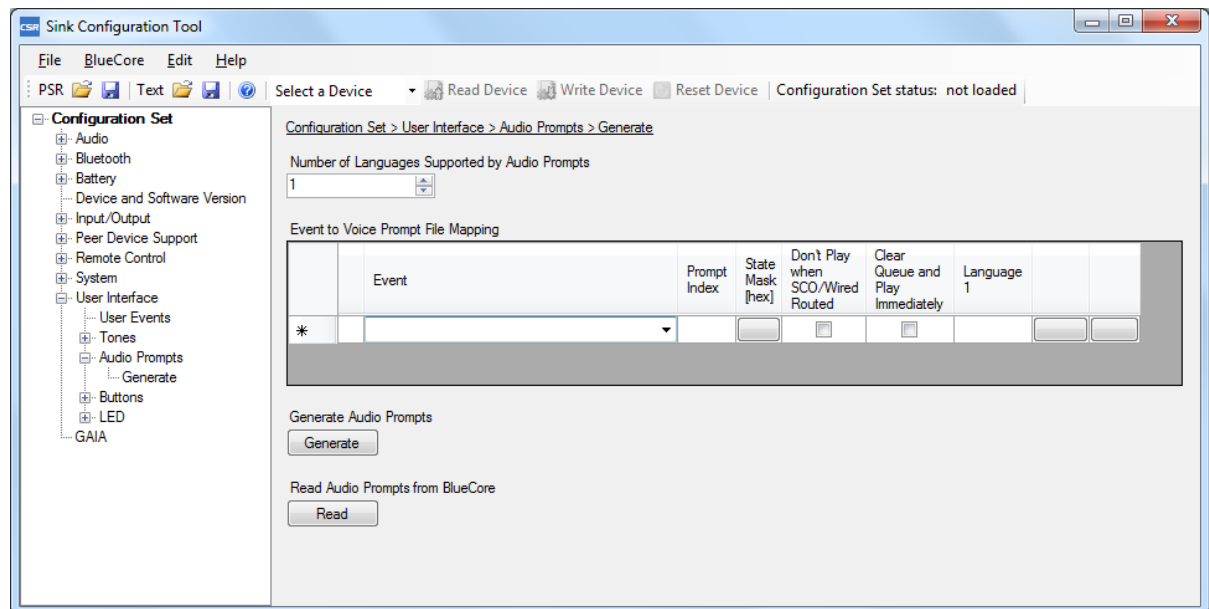 CSR Sink Configuration Tool
File BlueCore Edit Help
PSR Text Select a Device Read Device Write Device Reset Device Configuration Set status: not loaded
Configuration Set
Audio
Bluetooth
Battery
Device and Software Version
Input/Output
Peer Device Support
Remote Control
System
User Interface
User Events
Tones
Audio Prompts
Generate
Buttons
LED
GAIA
Configuration Set > User Interface > Audio Prompts > Generate
Number of Languages Supported by Audio Prompts
1
Event to Voice Prompt File Mapping
Event
Prompt
Index
State
Mask
[hex]
Don't Play
when
SCO/Wired
Routed
Clear
Queue and
Play
Immediately
Language
1
Generate Audio Prompts
Generate
Read Audio Prompts from BlueCore
Read